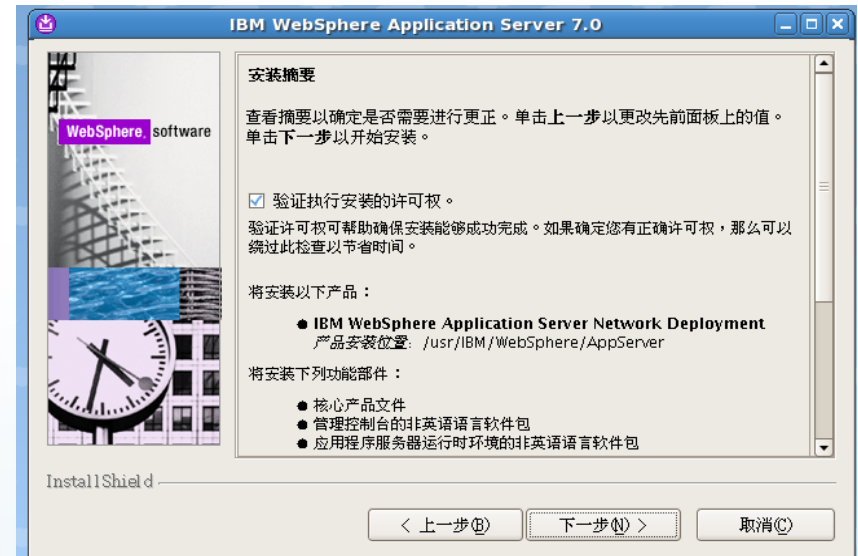 IBM WebSphere Application Server 7.0
WebSphere. software
安装摘要
查看摘要以确定是否需要进行更正。单击上一步以更改先前面板上的值。
单击下一步以开始安装。
验证执行安装的许可权。
验证许可权可帮助确保安装能够成功完成。如果确定您有正确许可权，那么可以
绕过此检查以节省时间。
将安装以下产品：
● IBM WebSphere Application Server Network Deployment
产品安装位置: /usr/IBM/WebSphere/AppServer
将安装下列功能部件：
● 核心产品文件
● 管理控制台的非英语语言软件包
● 应用程序服务器运行时环境的非英语语言软件包
InstallShield
< 上一步(B)
下一步(N) >
取消(C)